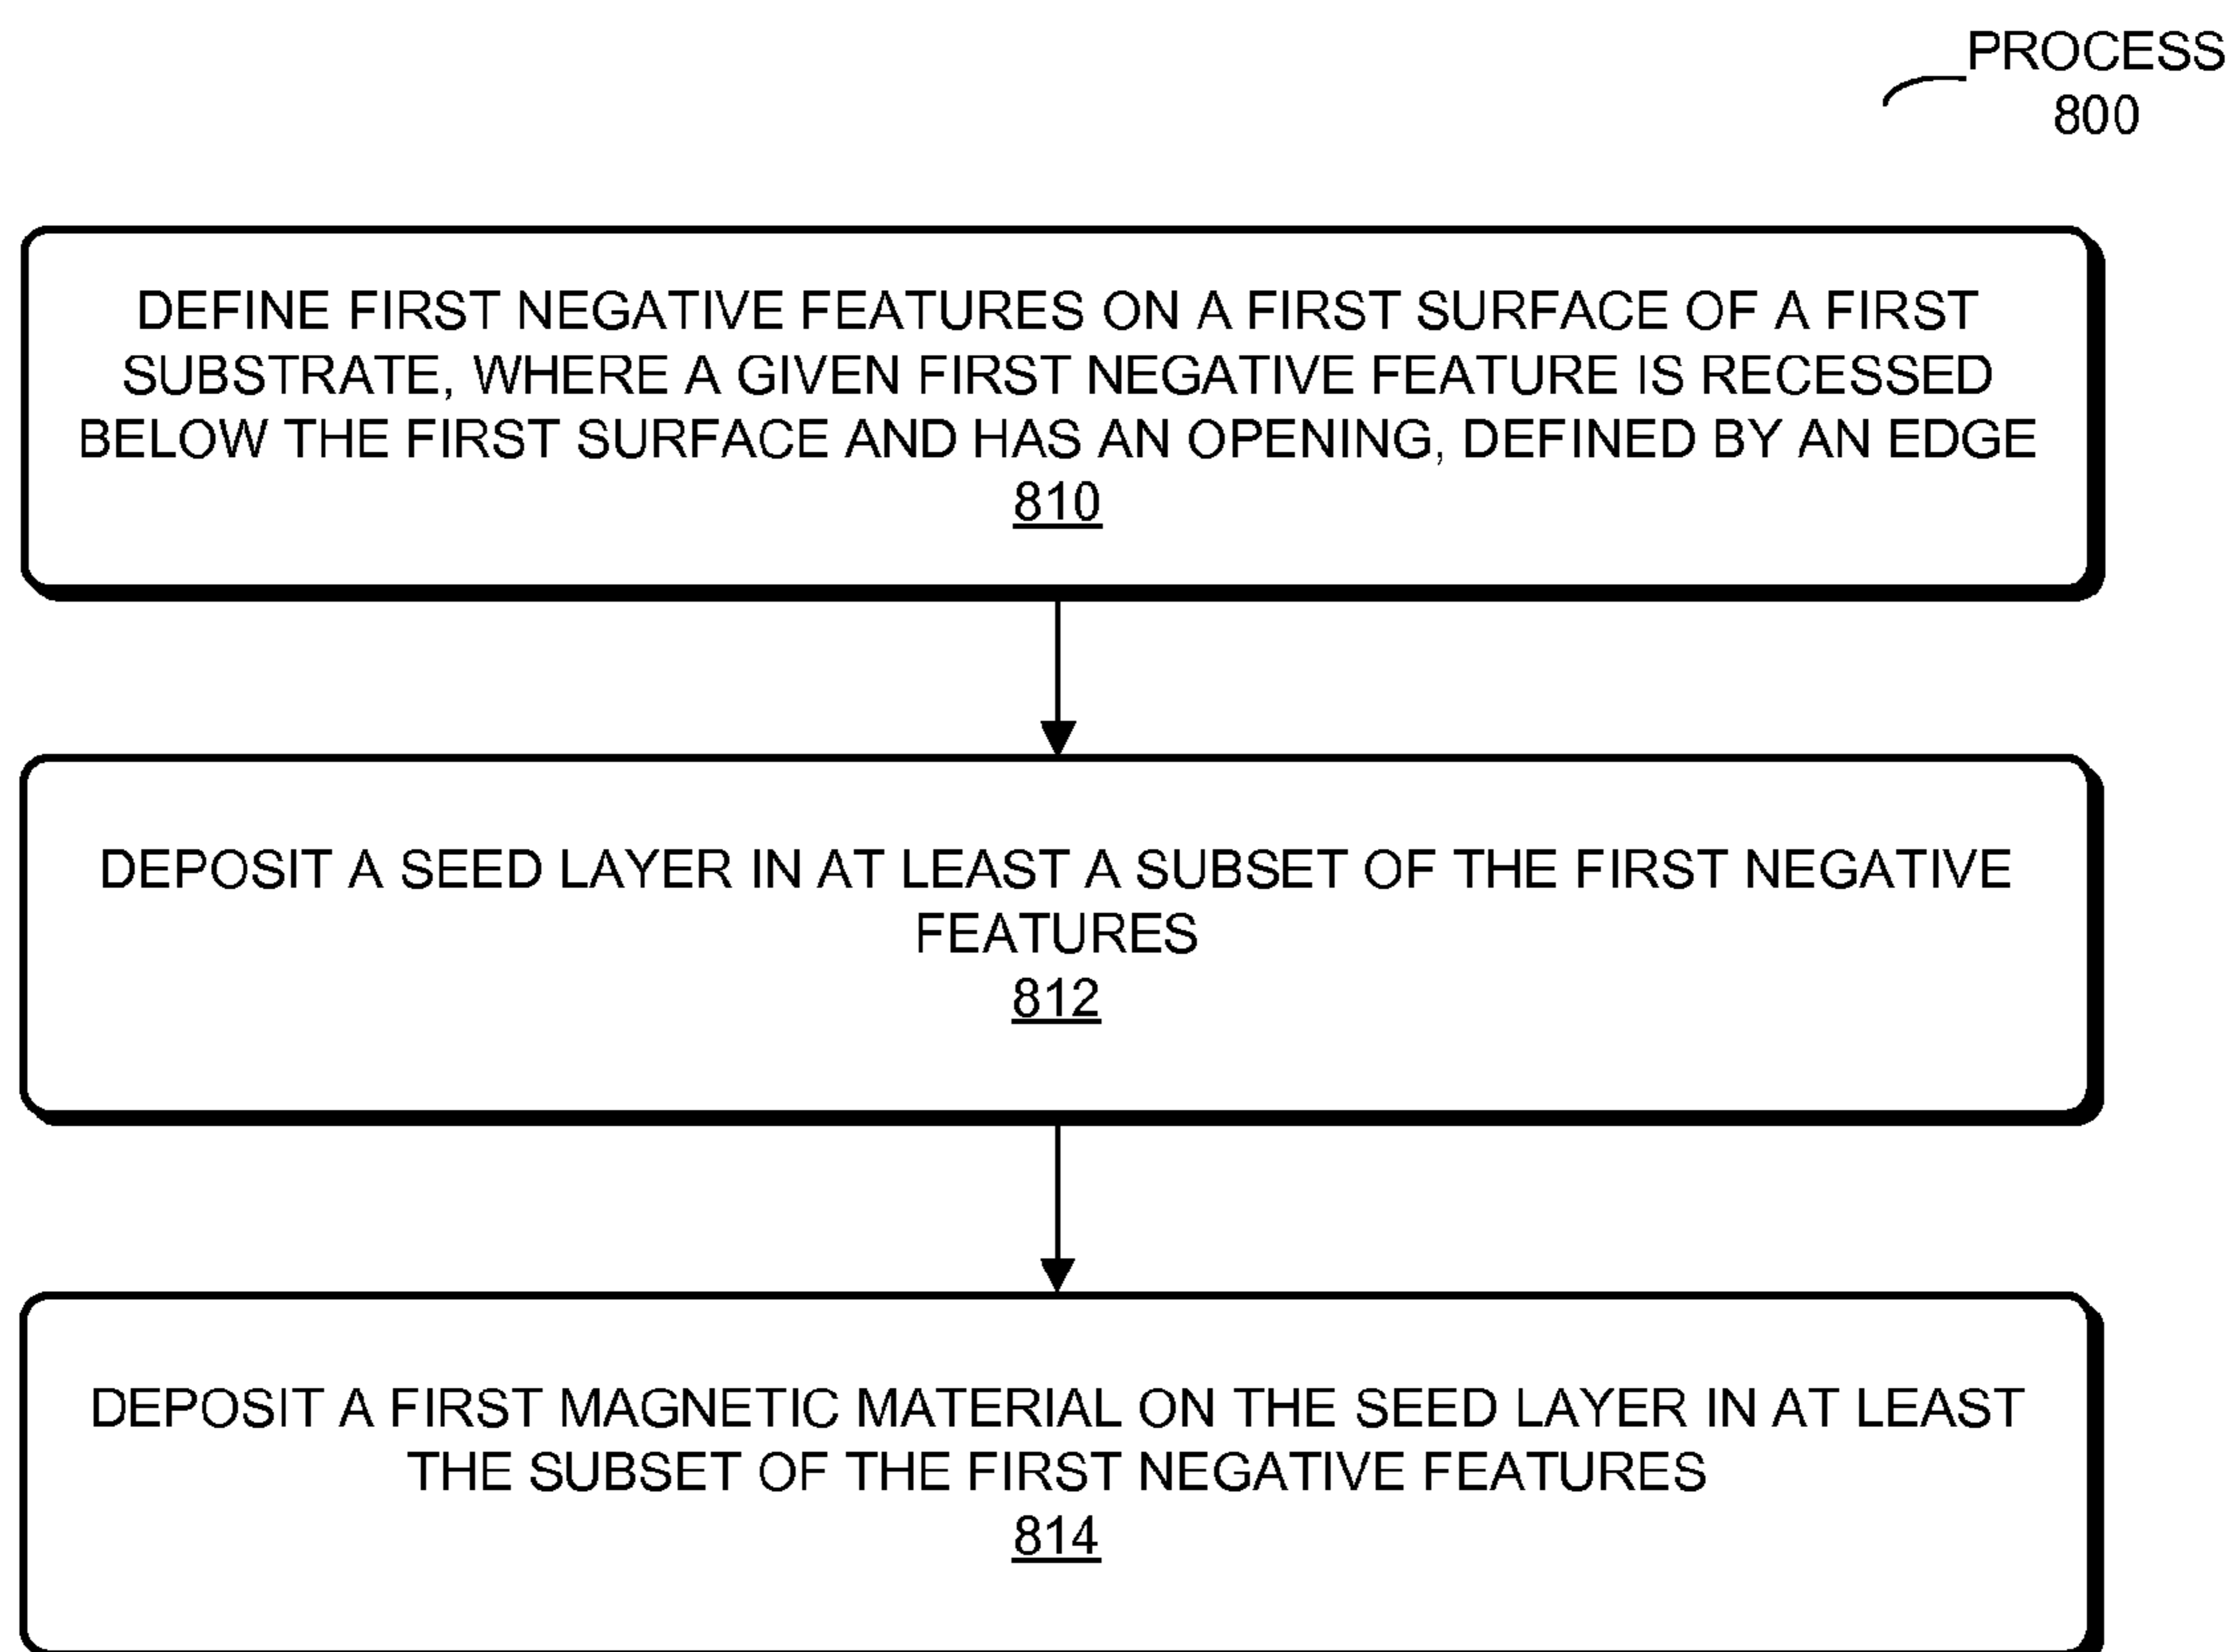 PROCESS
800
DEFINE FIRST NEGATIVE FEATURES ON A FIRST SURFACE OF A FIRST
SUBSTRATE, WHERE A GIVEN FIRST NEGATIVE FEATURE IS RECESSED
BELOW THE FIRST SURFACE AND HAS AN OPENING, DEFINED BY AN EDGE
810
DEPOSIT A SEED LAYER IN AT LEAST A SUBSET OF THE FIRST NEGATIVE
FEATURES
812
DEPOSIT A FIRST MAGNETIC MATERIAL ON THE SEED LAYER IN AT LEAST
THE SUBSET OF THE FIRST NEGATIVE FEATURES
814